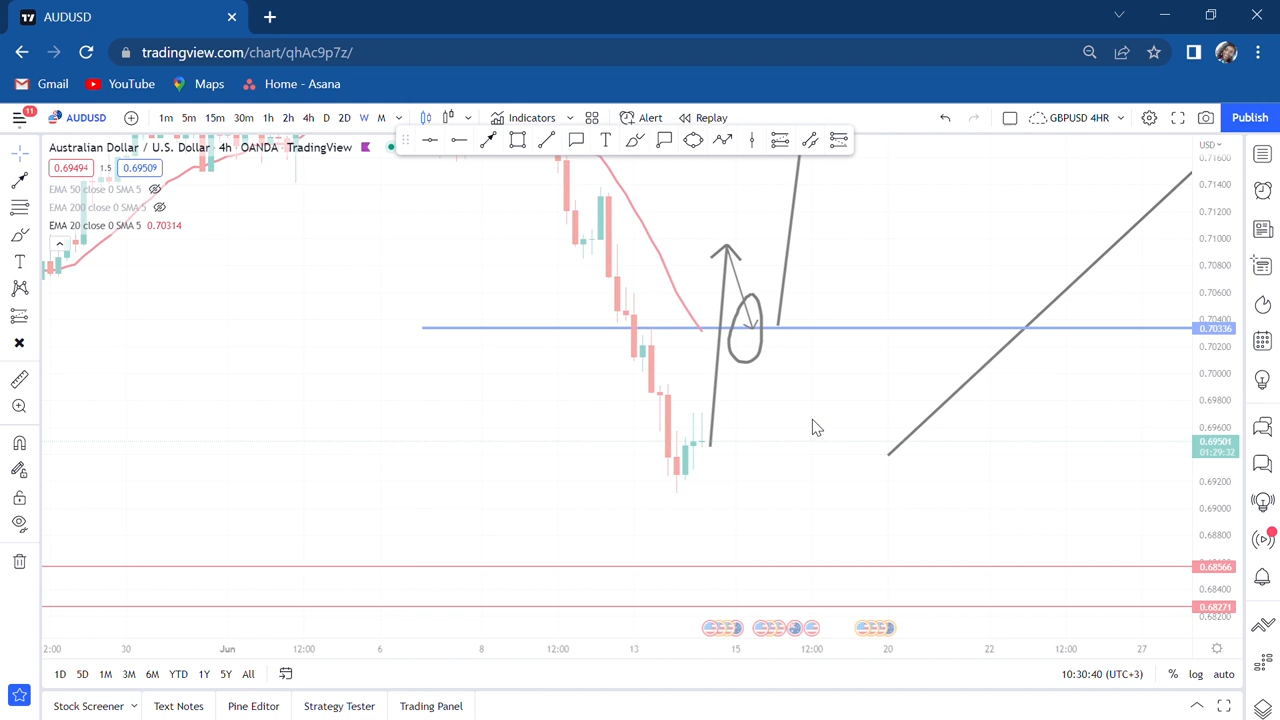 AUDUSD
tradingview.com/chart/qhAc9p7z/
Gmail YouTube Maps Home - Asana
11 AUDUSD 1m 5m 15m 30m 1h 2h 4h D 2D W M Indicators Alert Replay GBPUSD 4HR Publish
Australian Dollar / U.S. Dollar · 4h · OANDA TradingView
0.69494 1.5 0.69509
EMA 50 close 0 SMA 5
EMA 200 close 0 SMA 5
EMA 20 close 0 SMA 5 0.70314
USD
0.71600
0.71400
0.71200
0.71000
0.70800
0.70600
0.70400
0.70336
0.70200
0.70000
0.69800
0.69600
0.69501
01:29:32
0.69200
0.69000
0.68800
0.68566
0.68400
0.68271
0.68200
2:00 30 Jun 12:00 6 8 12:00 13 15 12:00 20 22 12:00 27
1D 5D 1M 3M 6M YTD 1Y 5Y All 10:30:40 (UTC+3) % log auto
Stock Screener Text Notes Pine Editor Strategy Tester Trading Panel